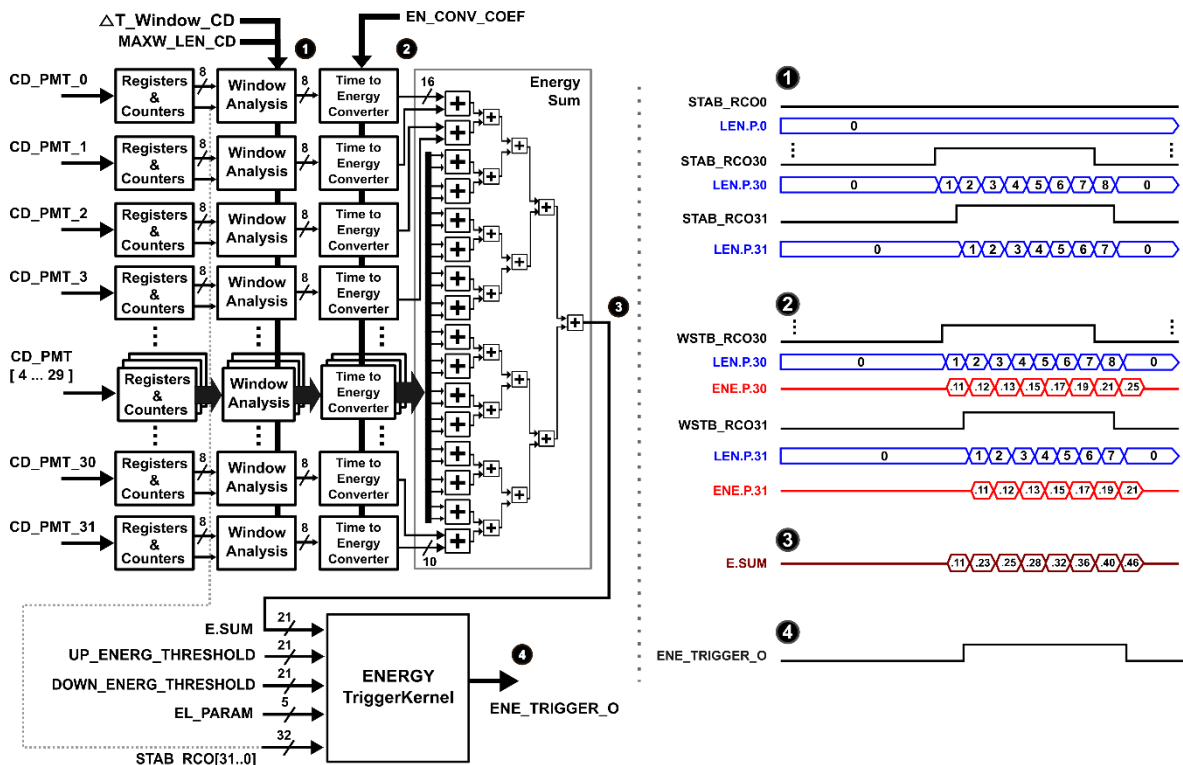 △T_Window_CD
MAXW_LEN_CD
EN_CONV_COEF
1
2
CD_PMT_0
Registers
&
Counters
8
Window
Analysis
8
Time to
Energy
Converter
16
Energy
Sum
CD_PMT_1
Registers
&
Counters
8
Window
Analysis
8
Time to
Energy
Converter
CD_PMT_2
Registers
&
Counters
8
Window
Analysis
8
Time to
Energy
Converter
CD_PMT_3
Registers
&
Counters
8
Window
Analysis
8
Time to
Energy
Converter
3
CD_PMT
[ 4 ... 29 ]
Registers
&
Counters
Window
Analysis
Time to
Energy
Converter
CD_PMT_30
Registers
&
Counters
8
Window
Analysis
8
Time to
Energy
Converter
CD_PMT_31
Registers
&
Counters
8
Window
Analysis
8
Time to
Energy
Converter
10
E.SUM
21
UP_ENERG_THRESHOLD
21
DOWN_ENERG_THRESHOLD
21
EL_PARAM
5
STAB_RCO[31..0]
32
ENERGY
TriggerKernel
4
ENE_TRIGGER_O
1
STAB_RCO0
LEN.P.0
0
STAB_RCO30
LEN.P.30
0 1 2 3 4 5 6 7 8 0
STAB_RCO31
LEN.P.31
0 1 2 3 4 5 6 7 0
2
WSTB_RCO30
LEN.P.30
0 1 2 3 4 5 6 7 8 0
ENE.P.30
.11 .12 .13 .15 .17 .19 .21 .25
WSTB_RCO31
LEN.P.31
0 1 2 3 4 5 6 7 0
ENE.P.31
.11 .12 .13 .15 .17 .19 .21
3
E.SUM
.11 .23 .25 .28 .32 .36 .40 .46
4
ENE_TRIGGER_O